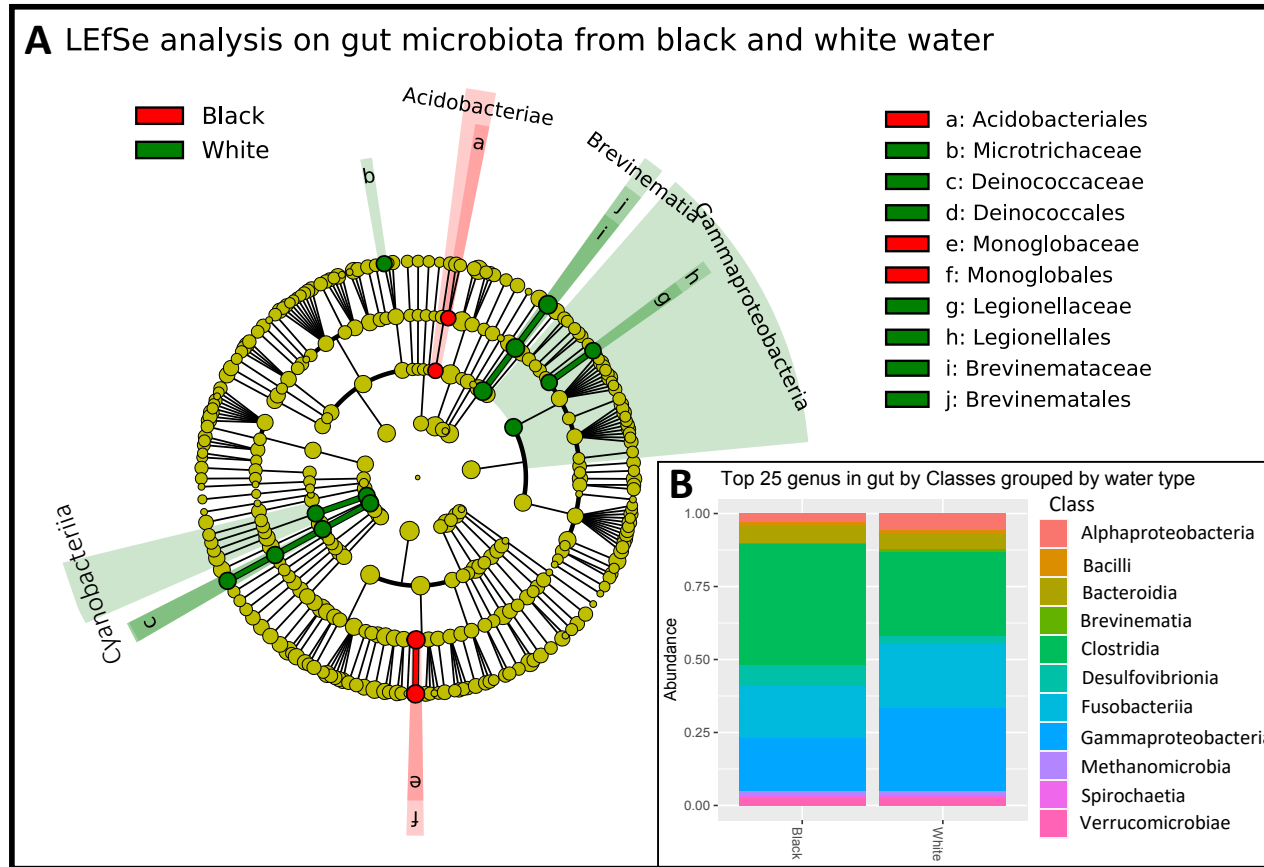 A LEfSe analysis on gut microbiota from black and white water
Black
White
Acidobacteriae
a
b
Brevinematia
j
i
Gammaproteobacteria
h
g
Cyanobacteriia
c
e
f
a: Acidobacteriales
b: Microtrichaceae
c: Deinococcaceae
d: Deinococcales
e: Monoglobaceae
f: Monoglobales
g: Legionellaceae
h: Legionellales
i: Brevinemataceae
j: Brevinematales
B Top 25 genus in gut by Classes grouped by water type
Abundance
1.00
0.75
0.50
0.25
0.00
Black
White
Class
Alphaproteobacteria
Bacilli
Bacteroidia
Brevinematia
Clostridia
Desulfovibrionia
Fusobacteriia
Gammaproteobacteria
Methanomicrobia
Spirochaetia
Verrucomicrobiae